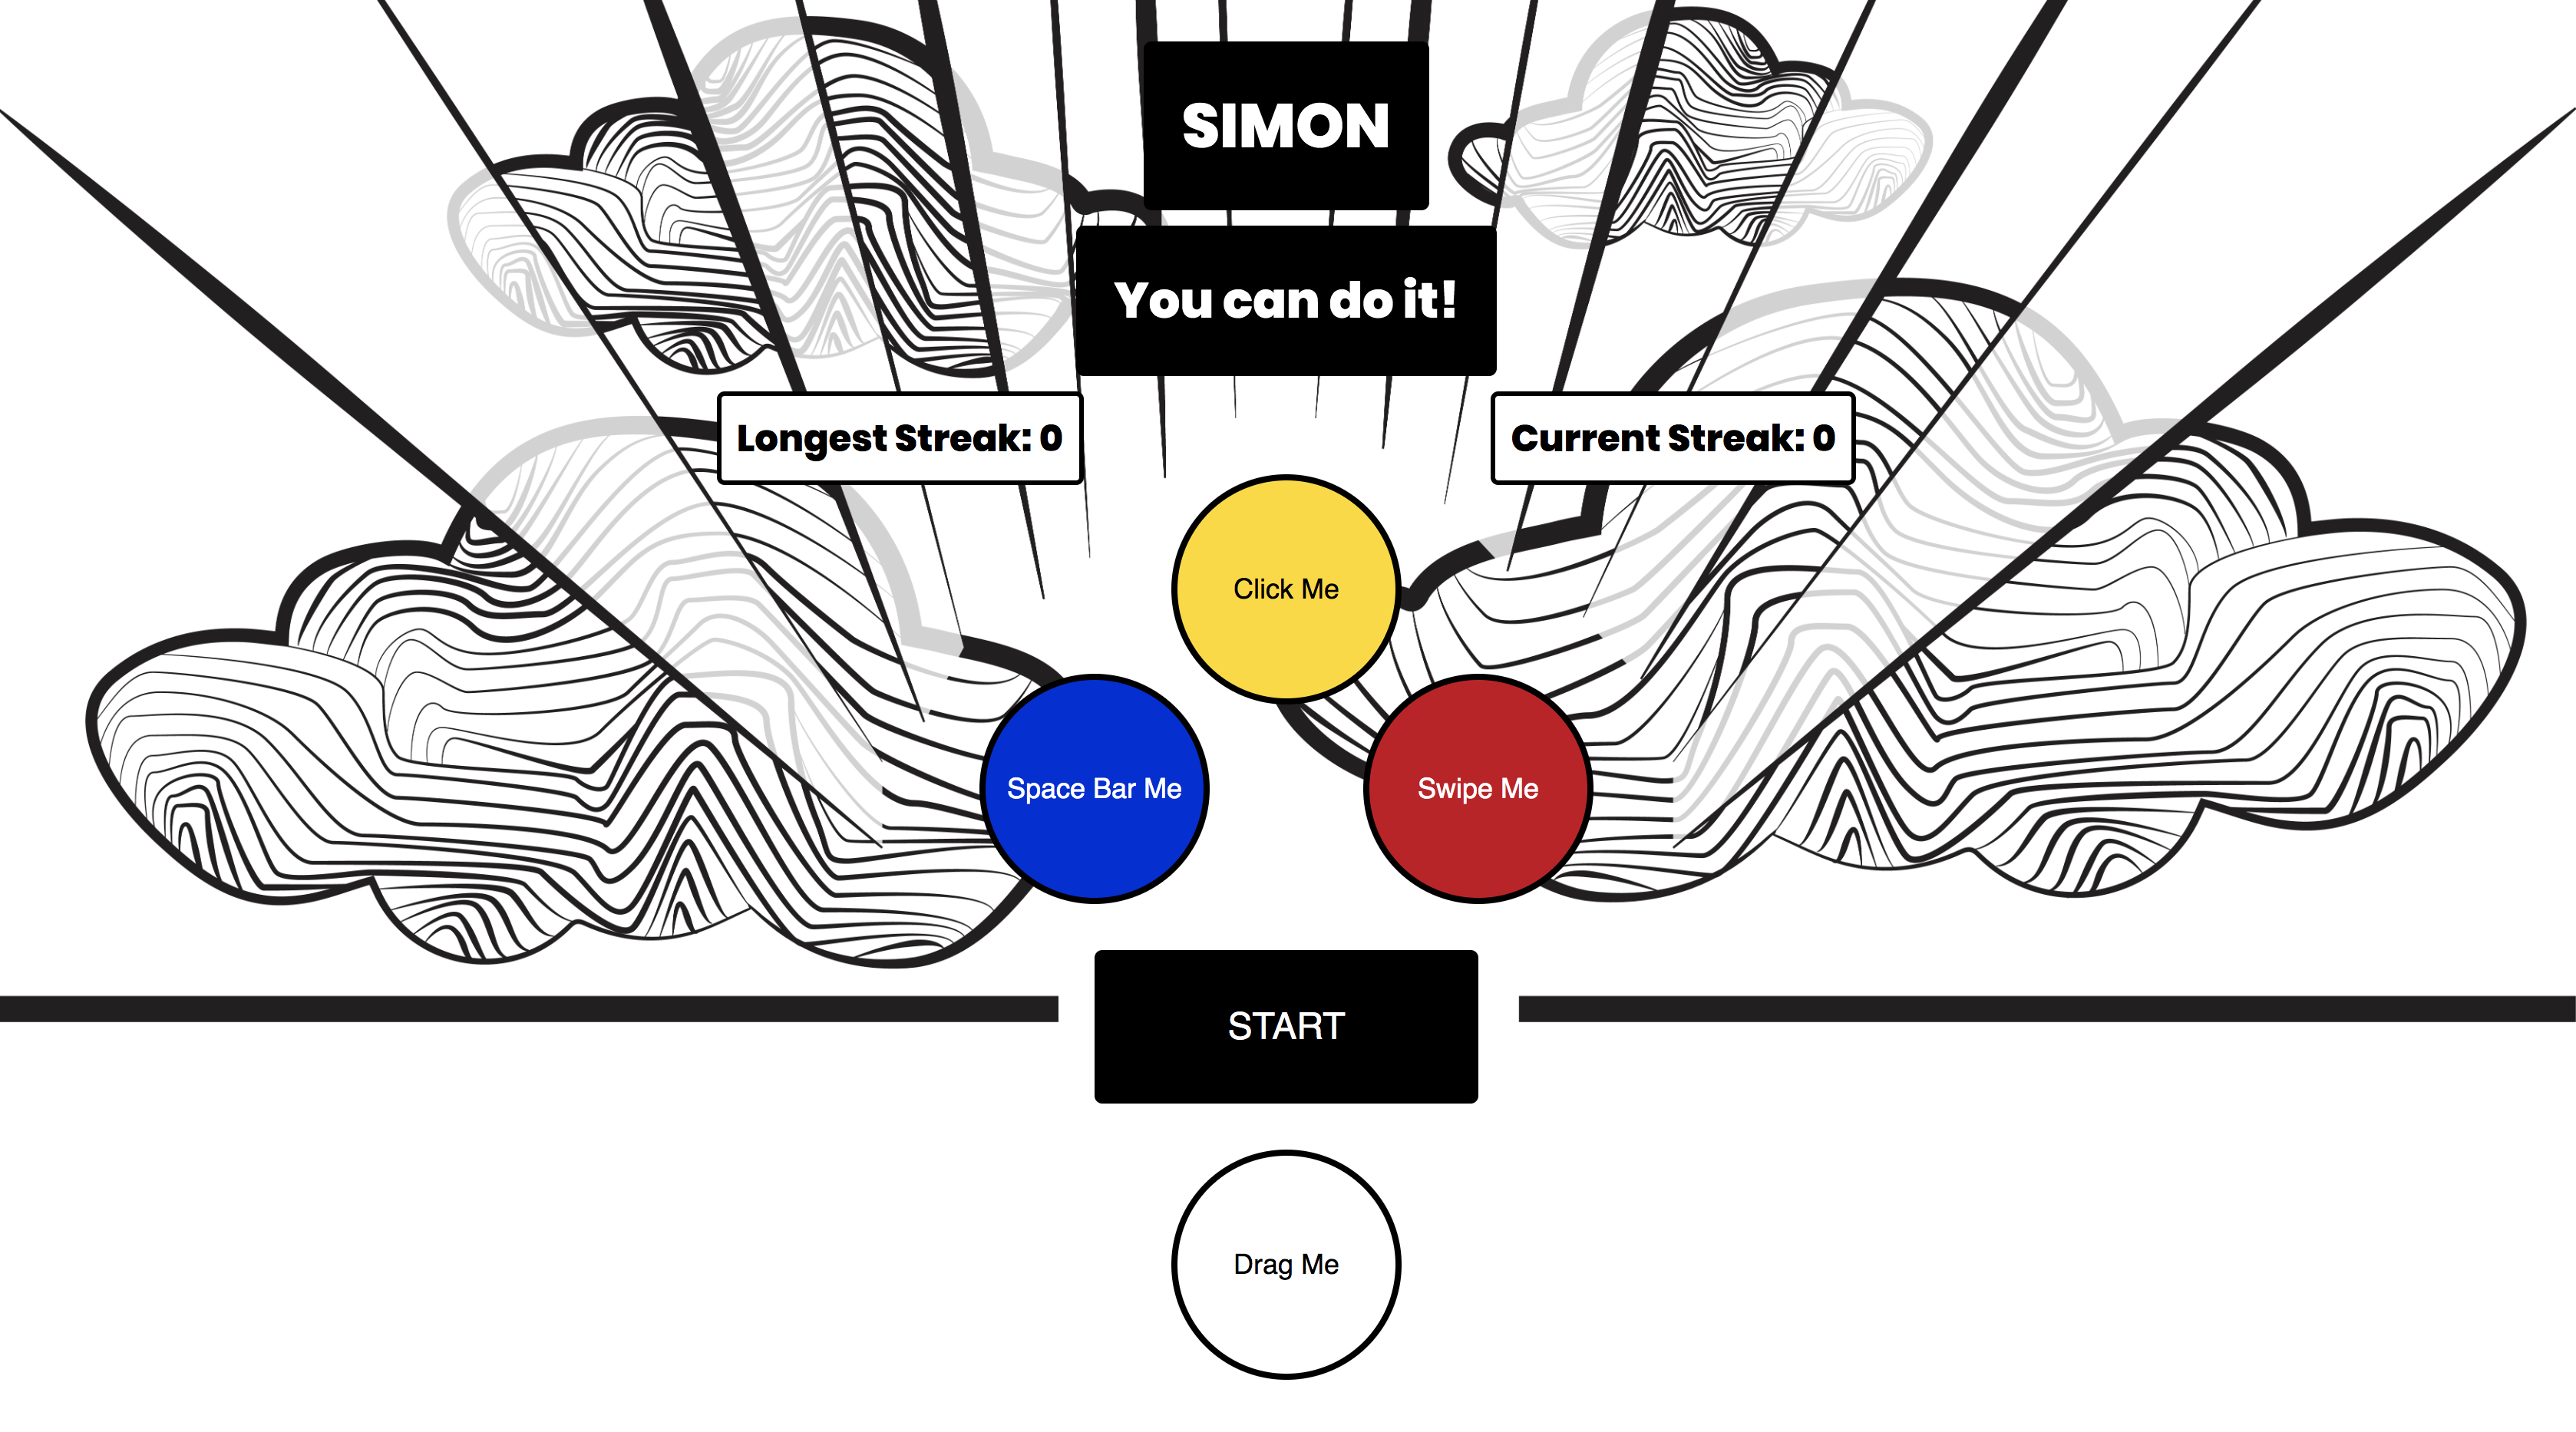 SIMON
You can do it!
Longest Streak: 0
Current Streak: 0
Click Me
Space Bar Me
Swipe Me
START
Drag Me